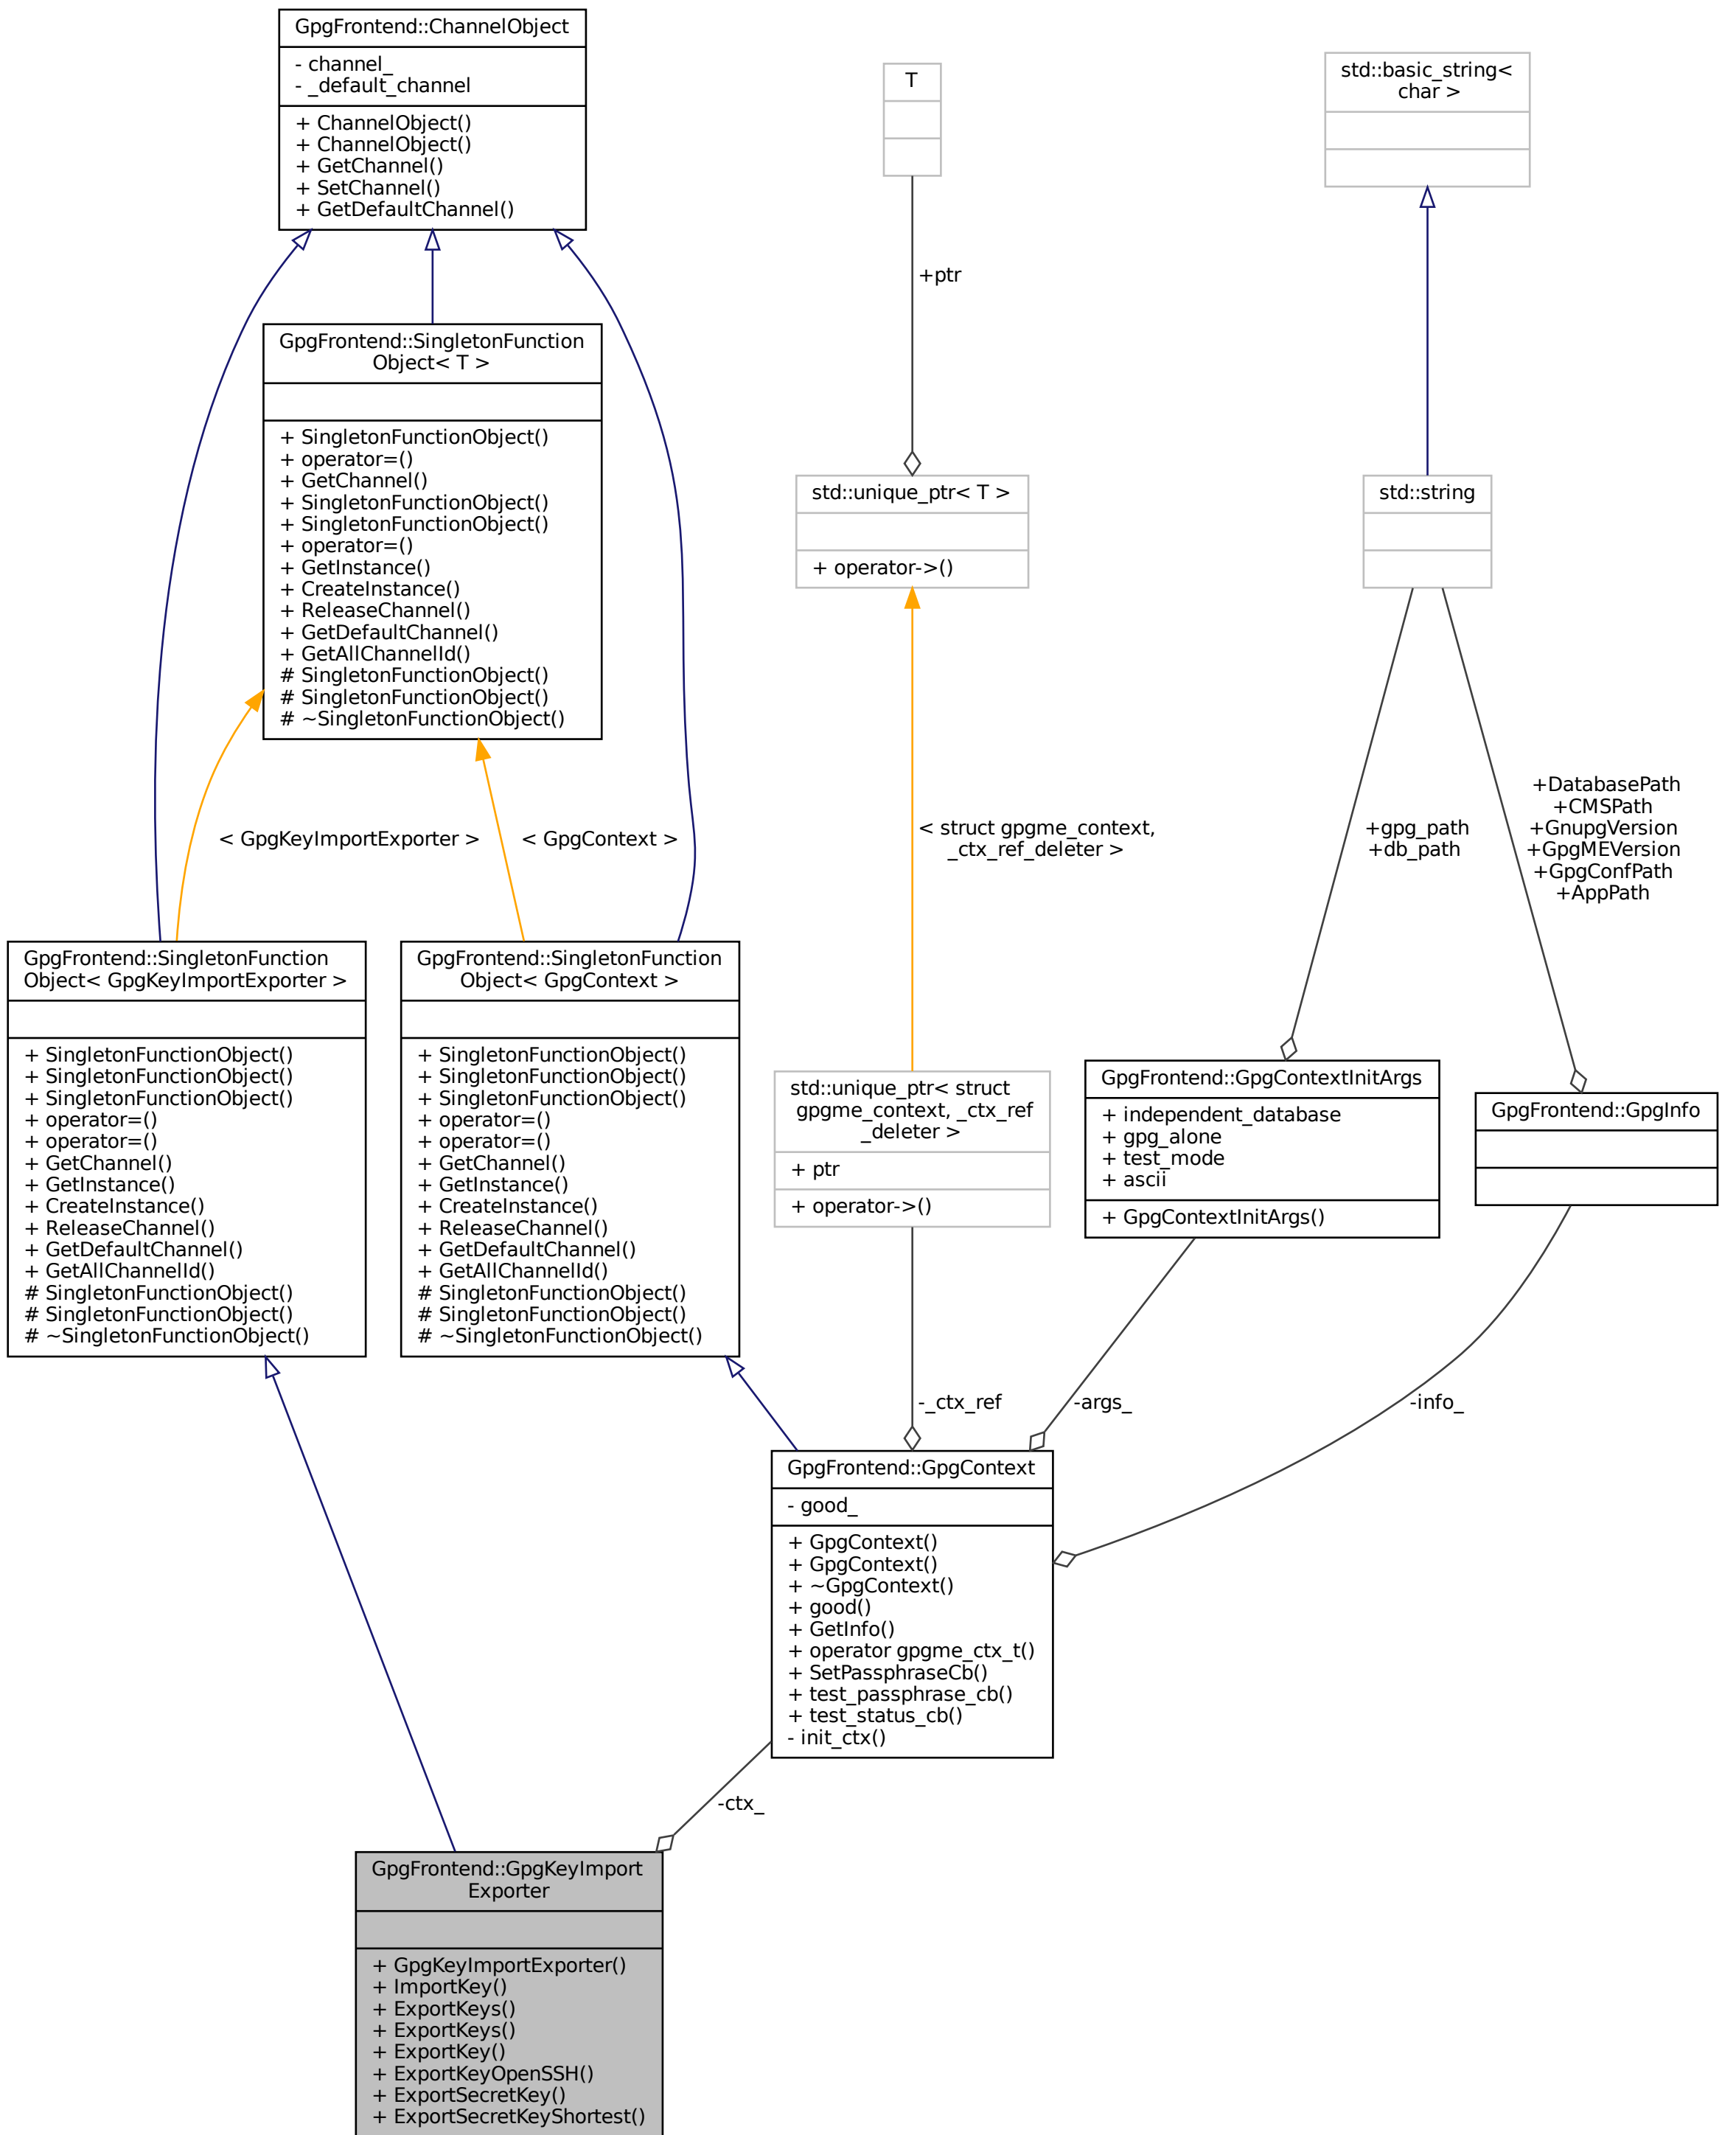 GpgFrontend::ChannelObject
- channel_
- _default_channel
+ ChannelObject()
+ ChannelObject()
+ GetChannel()
+ SetChannel()
+ GetDefaultChannel()
T
std::basic_string<
char >
+ptr
GpgFrontend::SingletonFunction
Object< T >
+ SingletonFunctionObject()
+ operator=()
+ GetChannel()
+ SingletonFunctionObject()
+ SingletonFunctionObject()
+ operator=()
+ GetInstance()
+ CreateInstance()
+ ReleaseChannel()
+ GetDefaultChannel()
+ GetAllChannelId()
# SingletonFunctionObject()
# SingletonFunctionObject()
# ~SingletonFunctionObject()
std::unique_ptr< T >
+ operator->()
std::string
< GpgKeyImportExporter >
< GpgContext >
< struct gpgme_context,
_ctx_ref_deleter >
+gpg_path
+db_path
+DatabasePath
+CMSPath
+GnupgVersion
+GpgMEVersion
+GpgConfPath
+AppPath
GpgFrontend::SingletonFunction
Object< GpgKeyImportExporter >
+ SingletonFunctionObject()
+ SingletonFunctionObject()
+ SingletonFunctionObject()
+ operator=()
+ operator=()
+ GetChannel()
+ GetInstance()
+ CreateInstance()
+ ReleaseChannel()
+ GetDefaultChannel()
+ GetAllChannelId()
# SingletonFunctionObject()
# SingletonFunctionObject()
# ~SingletonFunctionObject()
GpgFrontend::SingletonFunction
Object< GpgContext >
+ SingletonFunctionObject()
+ SingletonFunctionObject()
+ SingletonFunctionObject()
+ operator=()
+ operator=()
+ GetChannel()
+ GetInstance()
+ CreateInstance()
+ ReleaseChannel()
+ GetDefaultChannel()
+ GetAllChannelId()
# SingletonFunctionObject()
# SingletonFunctionObject()
# ~SingletonFunctionObject()
std::unique_ptr< struct
gpgme_context, _ctx_ref
_deleter >
+ ptr
+ operator->()
GpgFrontend::GpgContextInitArgs
+ independent_database
+ gpg_alone
+ test_mode
+ ascii
+ GpgContextInitArgs()
GpgFrontend::GpgInfo
-_ctx_ref
-args_
-info_
GpgFrontend::GpgContext
- good_
+ GpgContext()
+ GpgContext()
+ ~GpgContext()
+ good()
+ GetInfo()
+ operator gpgme_ctx_t()
+ SetPassphraseCb()
+ test_passphrase_cb()
+ test_status_cb()
- init_ctx()
-ctx_
GpgFrontend::GpgKeyImport
Exporter
+ GpgKeyImportExporter()
+ ImportKey()
+ ExportKeys()
+ ExportKeys()
+ ExportKey()
+ ExportKeyOpenSSH()
+ ExportSecretKey()
+ ExportSecretKeyShortest()